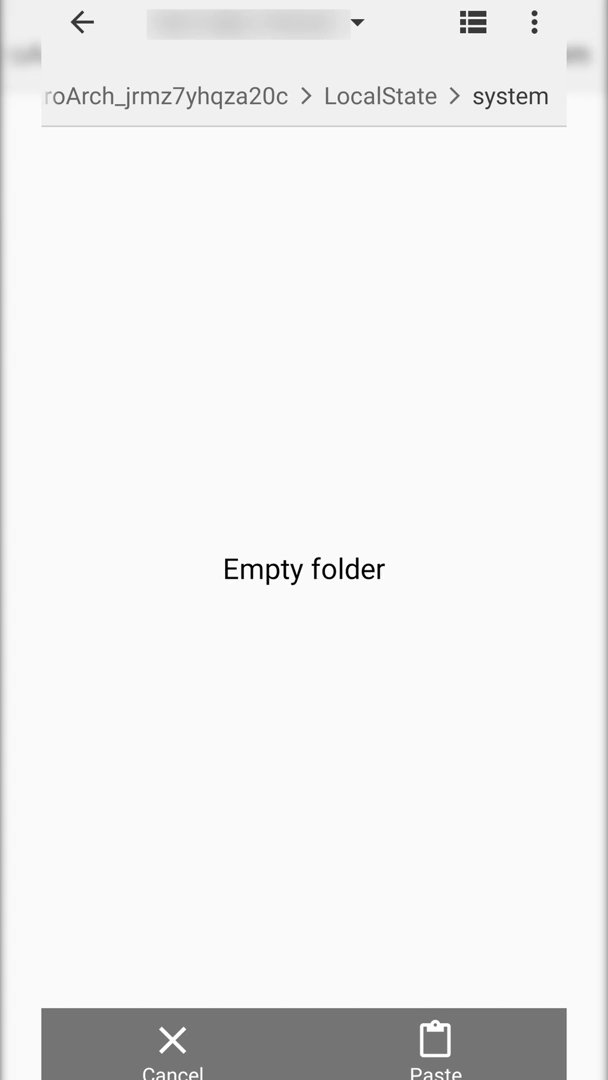 roArch_jrmz7yhqza20c > LocalState > system
Empty folder
Cancel Paste